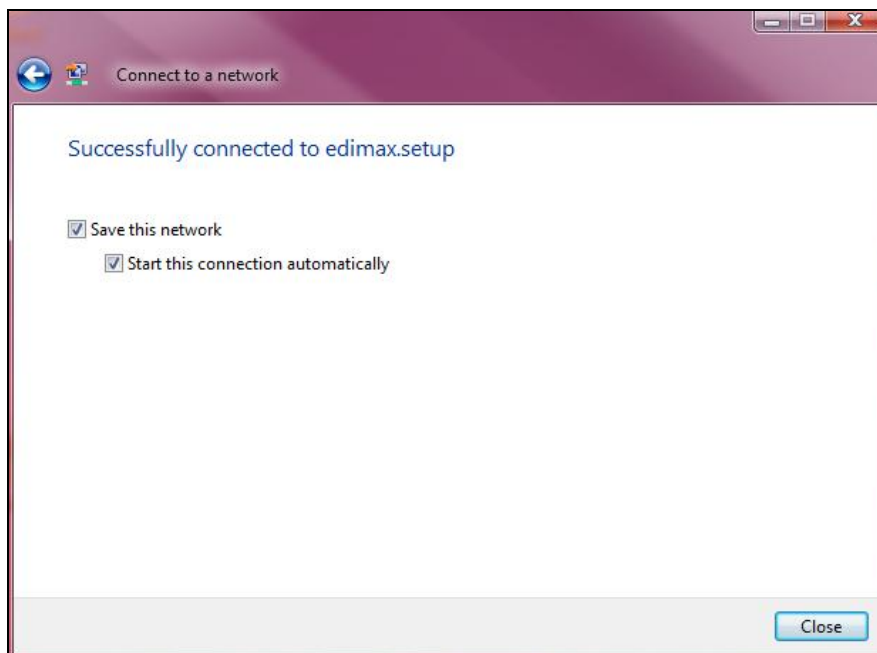 Connect to a network
Successfully connected to edimax.setup
Save this network
Start this connection automatically
Close